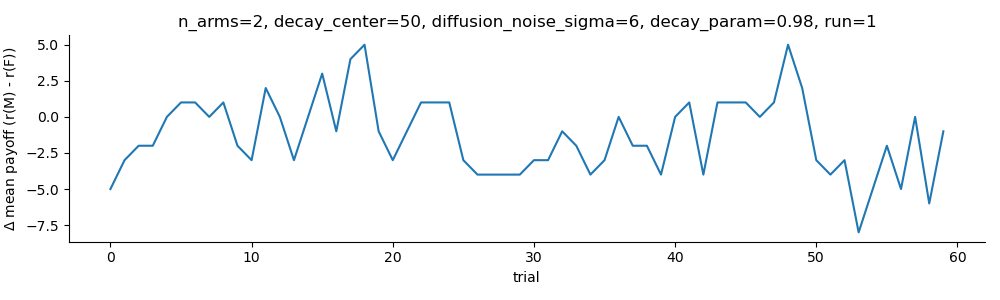 n_arms=2, decay_center=50, diffusion_noise_sigma=6, decay_param=0.98, run=1
Δ mean payoff (r(M) - r(F))
5.0
2.5
0.0
−2.5
−5.0
−7.5
0 10 20 30 40 50 60
trial